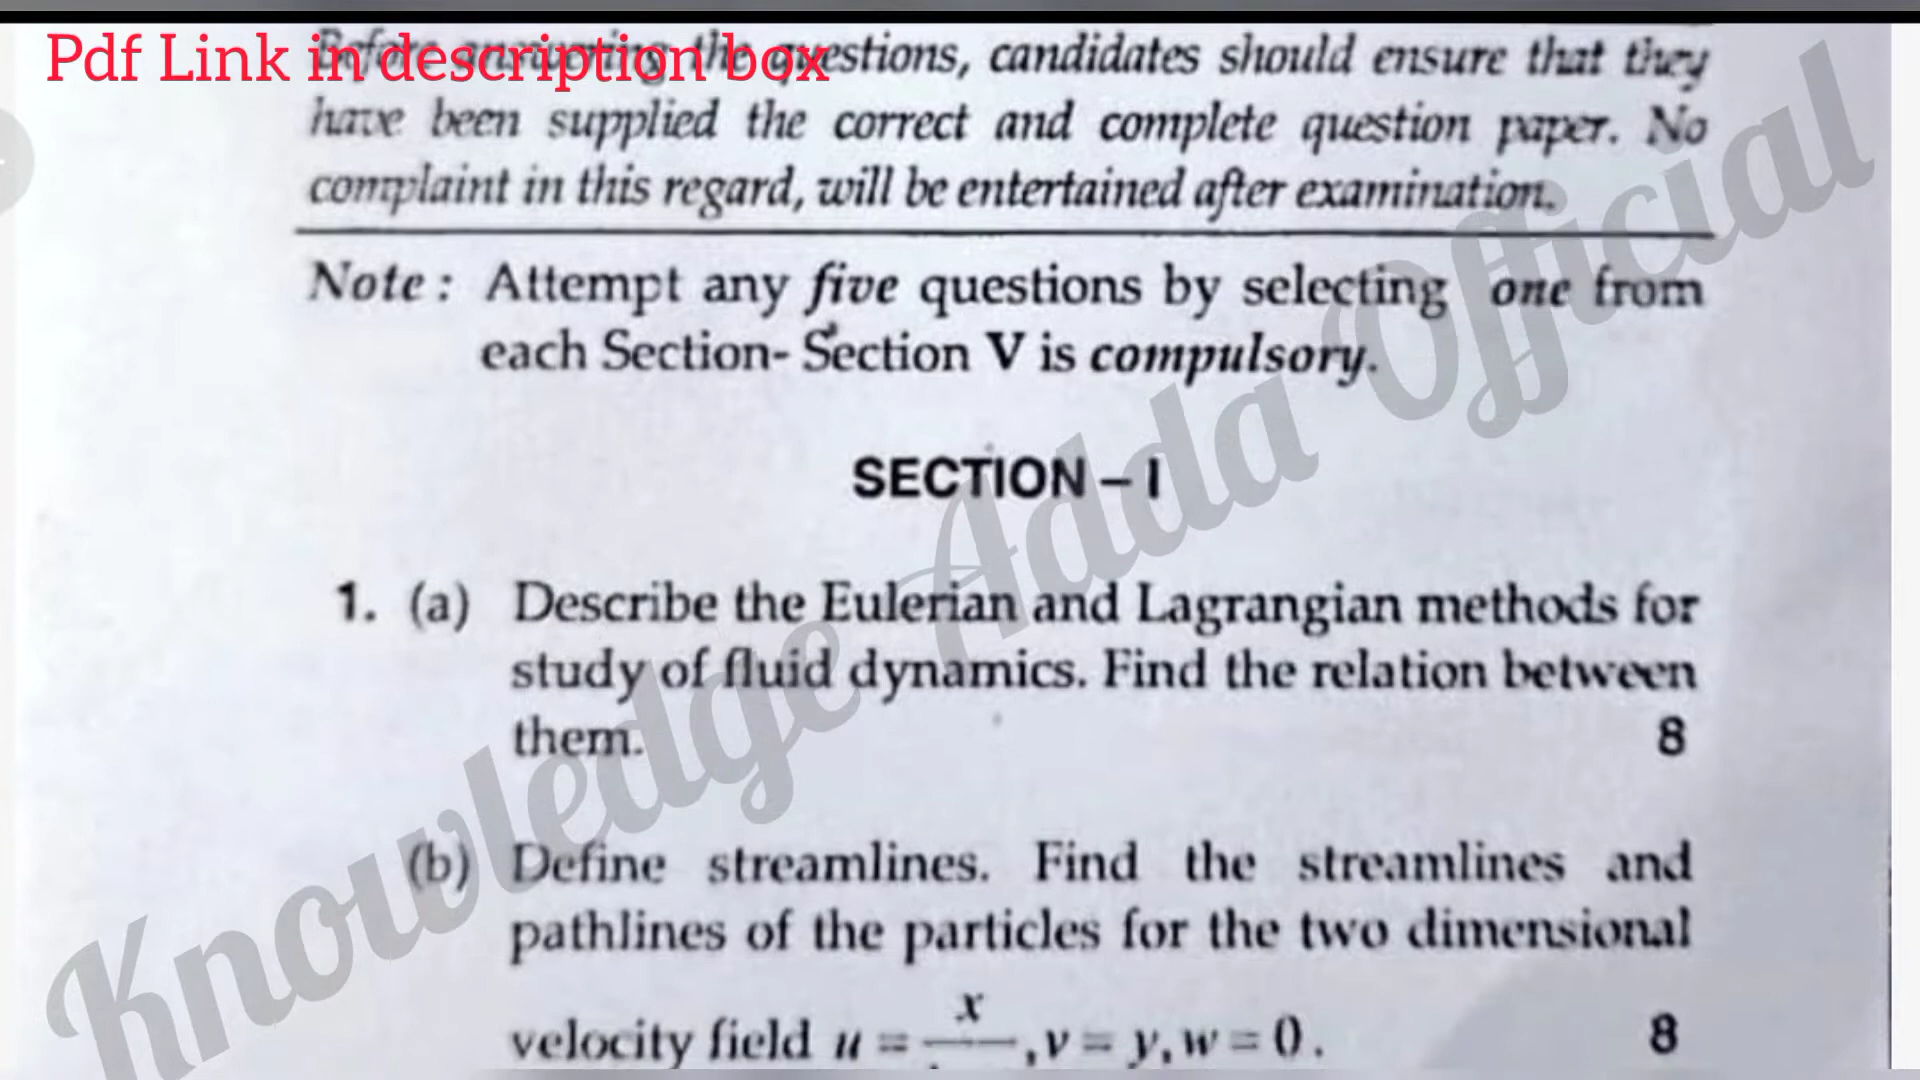 Pdf Link in description box
Before answering the questions, candidates should ensure that they
have been supplied the correct and complete question paper. No
complaint in this regard, will be entertained after examination.
Note : Attempt any five questions by selecting one from
each Section- Section V is compulsory.
SECTION – I
1. (a) Describe the Eulerian and Lagrangian methods for
study of fluid dynamics. Find the relation between
them. 8
(b) Define streamlines. Find the streamlines and
pathlines of the particles for the two dimensional
velocity field u = x , v = y, w = 0 . 8
Knowledge Adda Official